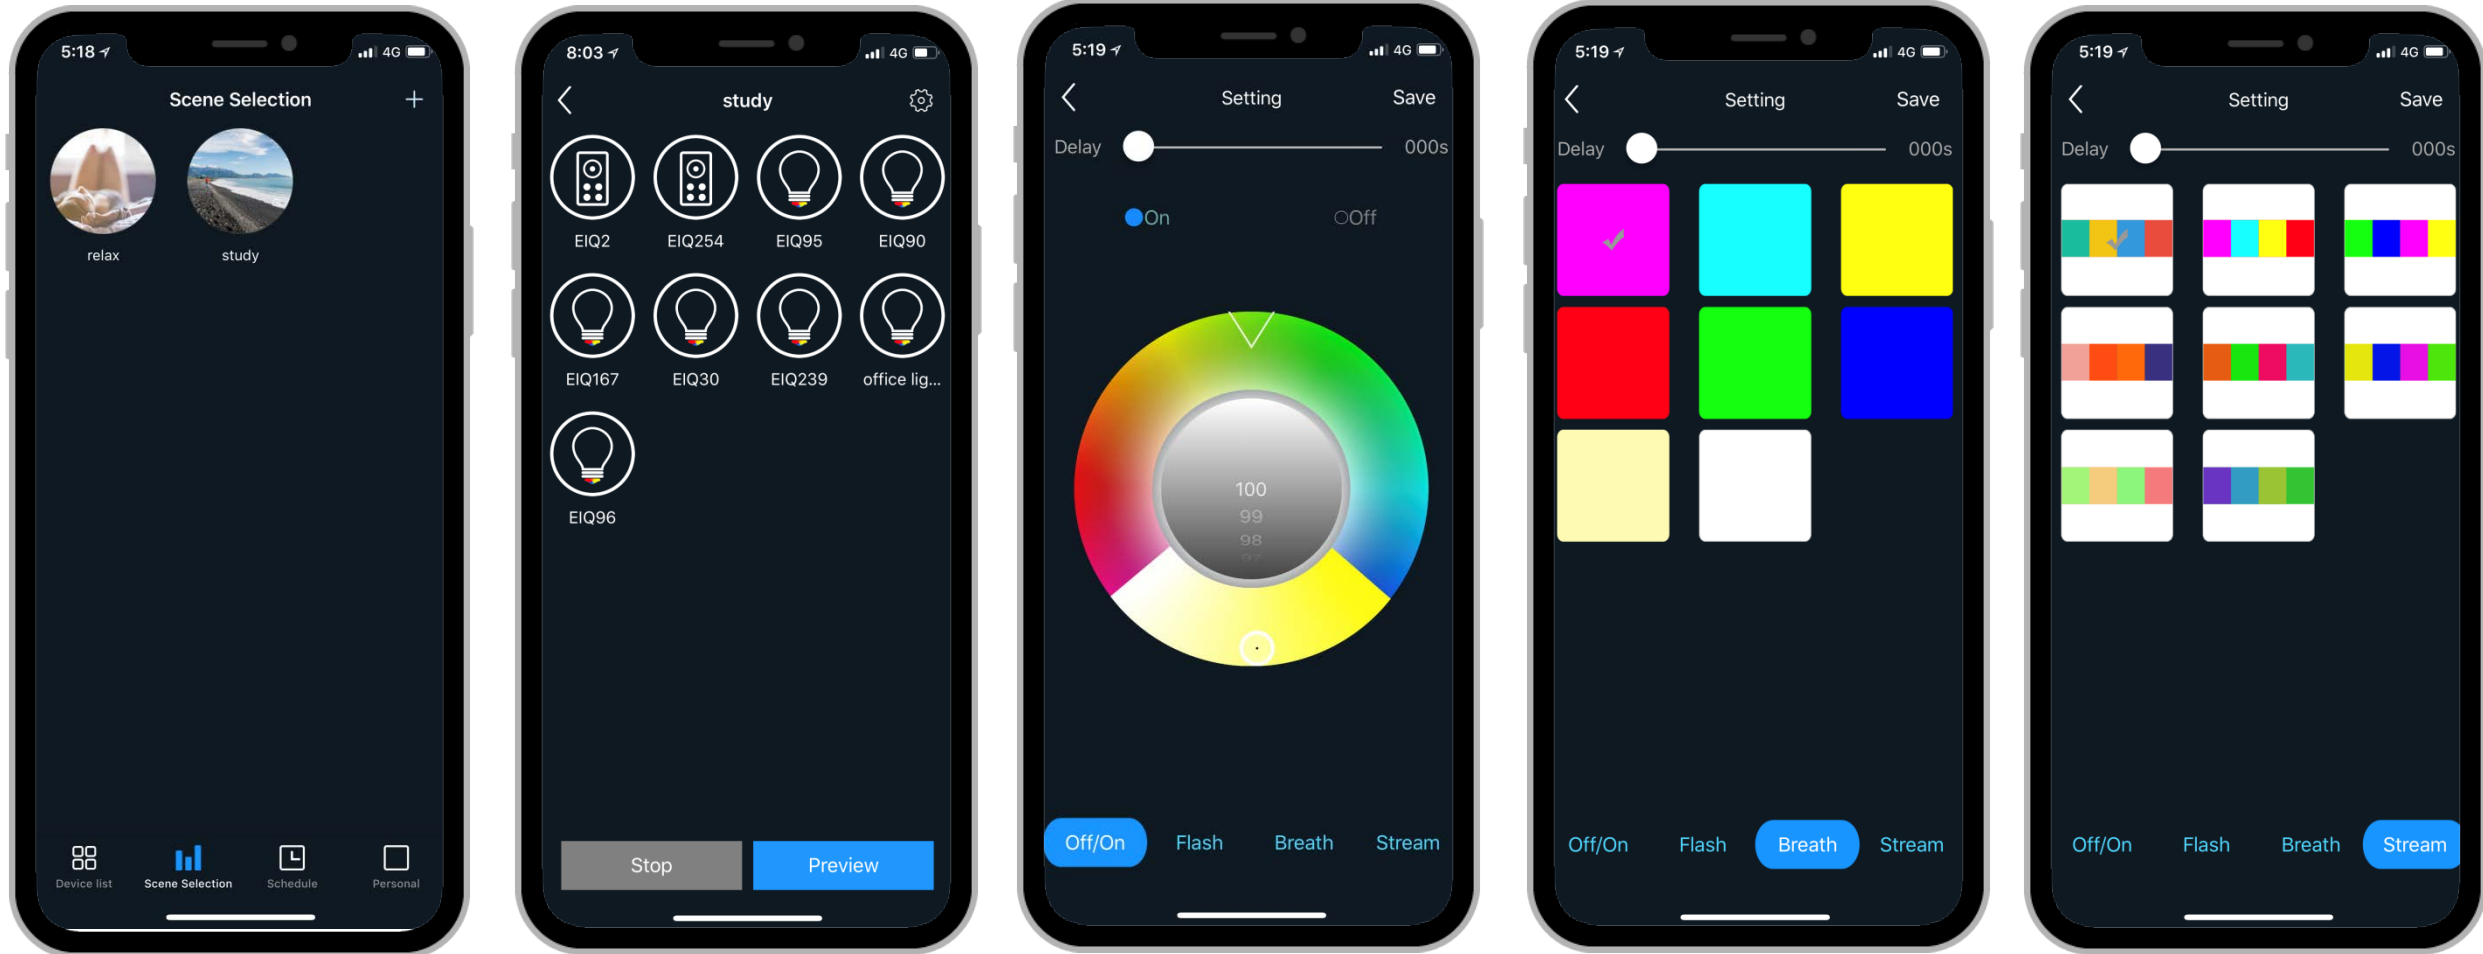 5:18 4G
Scene Selection +
relax study
Device list Scene Selection Schedule Personal
8:03 4G
study
EIQ2 EIQ254 EIQ95 EIQ90
EIQ167 EIQ30 EIQ239 office lig...
EIQ96
Stop Preview
5:19 4G
Setting Save
Delay 000s
On Off
100
99
98
97
Off/On Flash Breath Stream
5:19 4G
Setting Save
Delay 000s
Off/On Flash Breath Stream
5:19 4G
Setting Save
Delay 000s
Off/On Flash Breath Stream